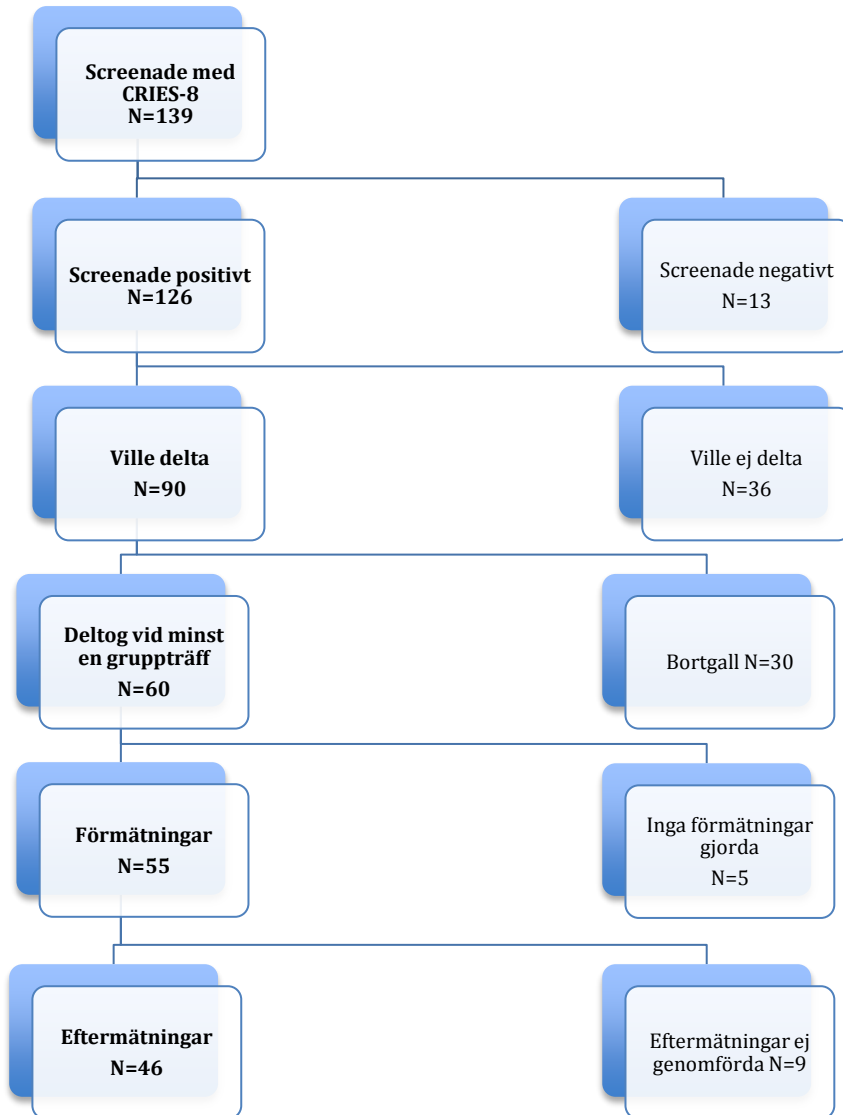 Screenade med
CRIES-8
N=139
Screenade positivt
N=126
Screenade negativt
N=13
Ville delta
N=90
Ville ej delta
N=36
Deltog vid minst
en gruppträff
N=60
Bortgall N=30
Förmätningar
N=55
Inga förmätningar
gjorda
N=5
Eftermätningar
N=46
Eftermätningar ej
genomförda N=9